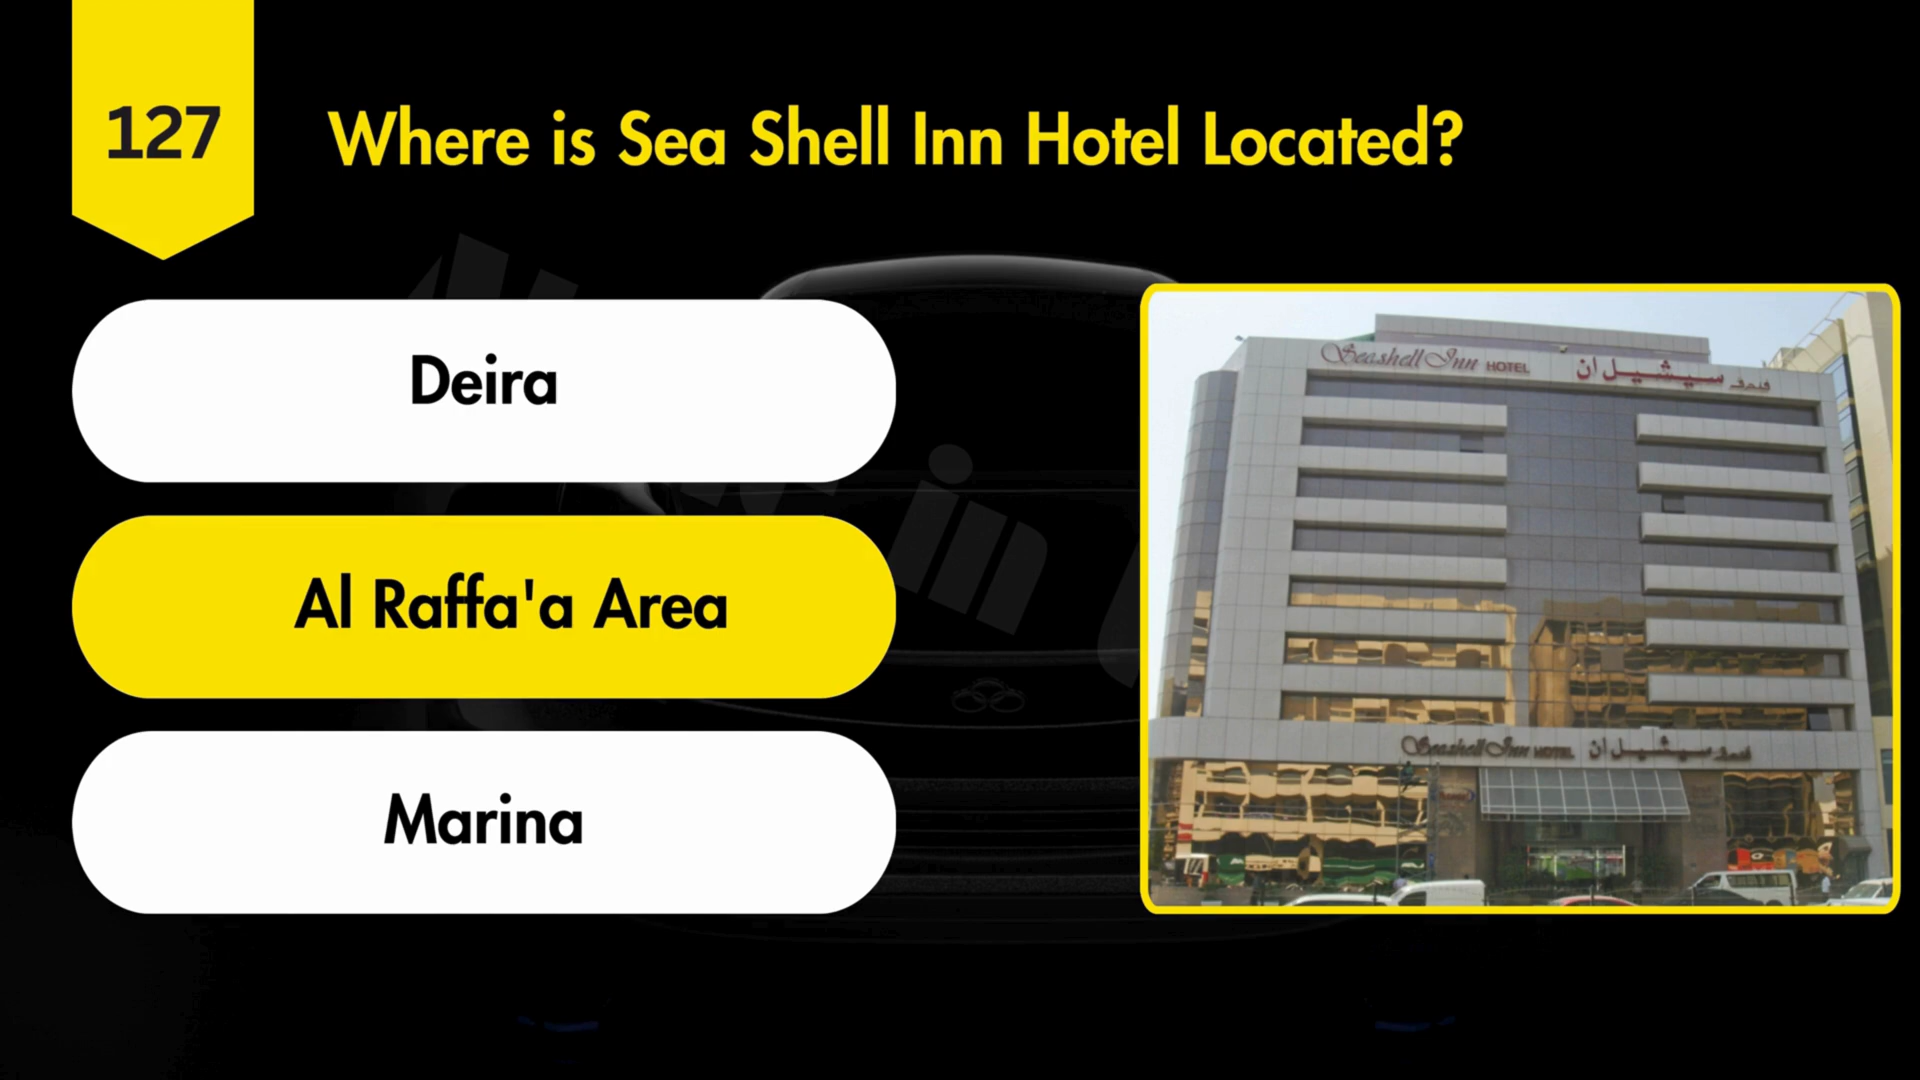 127
Where is Sea Shell Inn Hotel Located?
Deira
Al Raffa'a Area
Marina
Seashell Inn HOTEL فندق سيشيل ان
Seashell Inn HOTEL فندق سيشيل ان
in